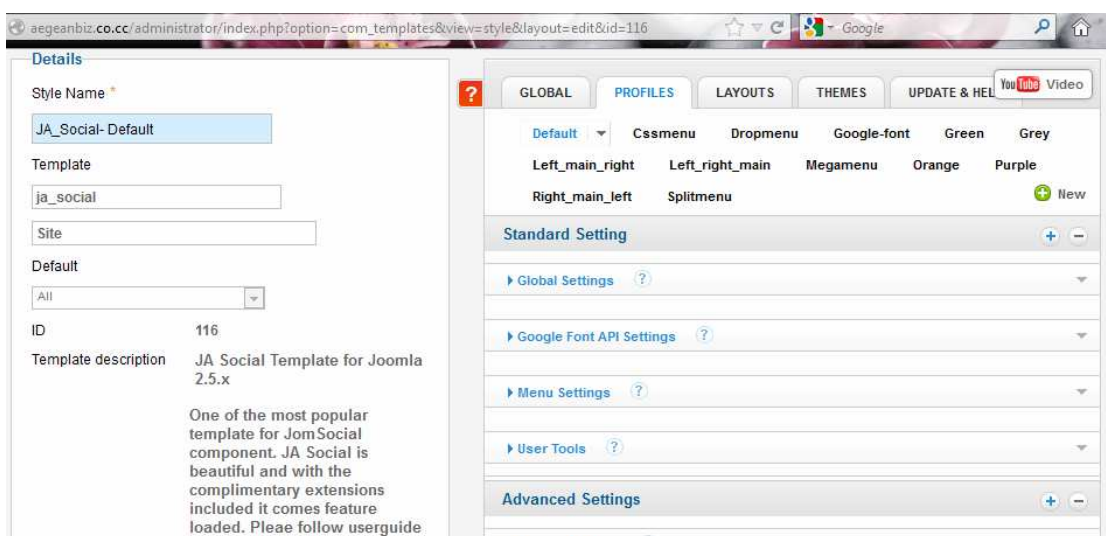 aegeanbiz.co.cc/administrator/index.php?option=com_templates&view=style&layout=edit&id=116
Google
Details
Style Name *
JA_Social- Default
Template
ja_social
Site
Default
All
ID 116
Template description JA Social Template for Joomla
2.5.x
One of the most popular
template for JomSocial
component. JA Social is
beautiful and with the
complimentary extensions
included it comes feature
loaded. Pleae follow userguide
?
GLOBAL PROFILES LAYOUTS THEMES UPDATE & HEL
YouTube Video
Default Cssmenu Dropmenu Google-font Green Grey
Left_main_right Left_right_main Megamenu Orange Purple
Right_main_left Splitmenu New
Standard Setting
Global Settings ?
Google Font API Settings ?
Menu Settings ?
User Tools ?
Advanced Settings